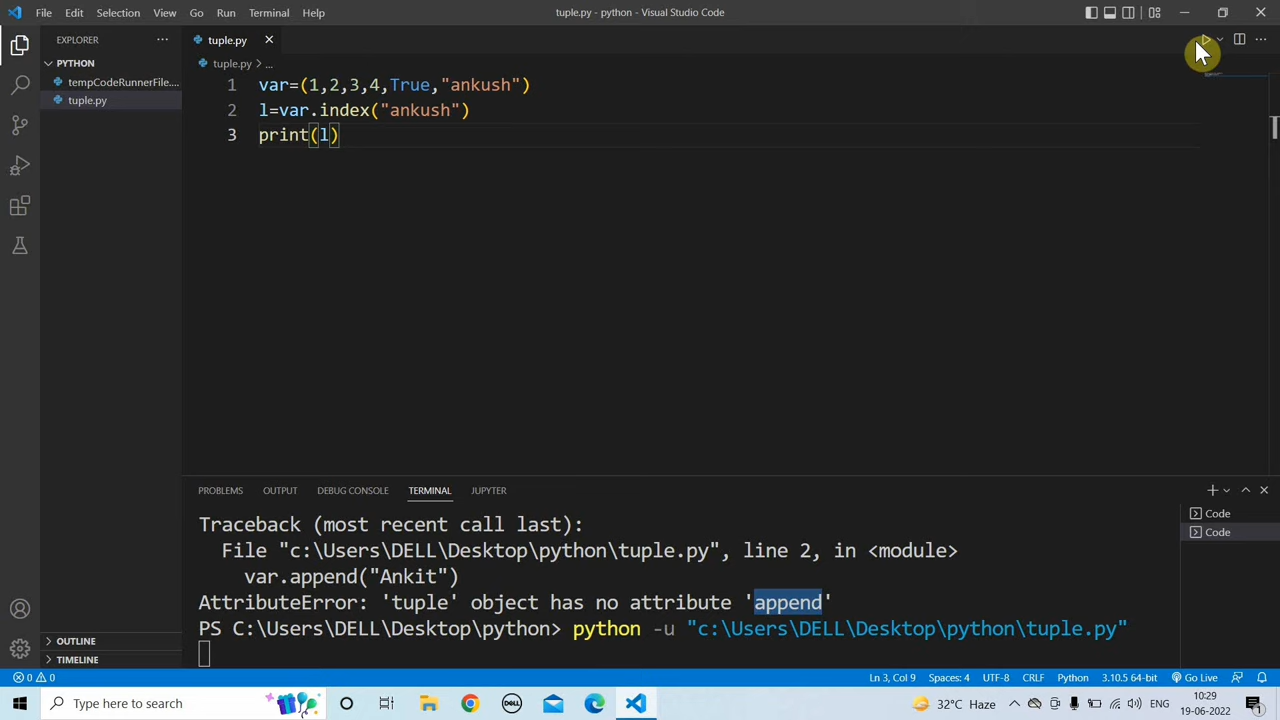 File Edit Selection View Go Run Terminal Help
tuple.py - python - Visual Studio Code
EXPLORER
PYTHON
tempCodeRunnerFile....
tuple.py
OUTLINE
TIMELINE
tuple.py
tuple.py > ...
1 var=(1,2,3,4,True,"ankush")
2 l=var.index("ankush")
3 print(l)
PROBLEMS OUTPUT DEBUG CONSOLE TERMINAL JUPYTER
Traceback (most recent call last):
File "c:\Users\DELL\Desktop\python\tuple.py", line 2, in <module>
var.append("Ankit")
AttributeError: 'tuple' object has no attribute 'append'
PS C:\Users\DELL\Desktop\python> python -u "c:\Users\DELL\Desktop\python\tuple.py"
Code
Code
0 0
Ln 3, Col 9 Spaces: 4 UTF-8 CRLF Python 3.10.5 64-bit Go Live
Type here to search
DELL
32°C Haze
ENG
10:29
19-06-2022
1